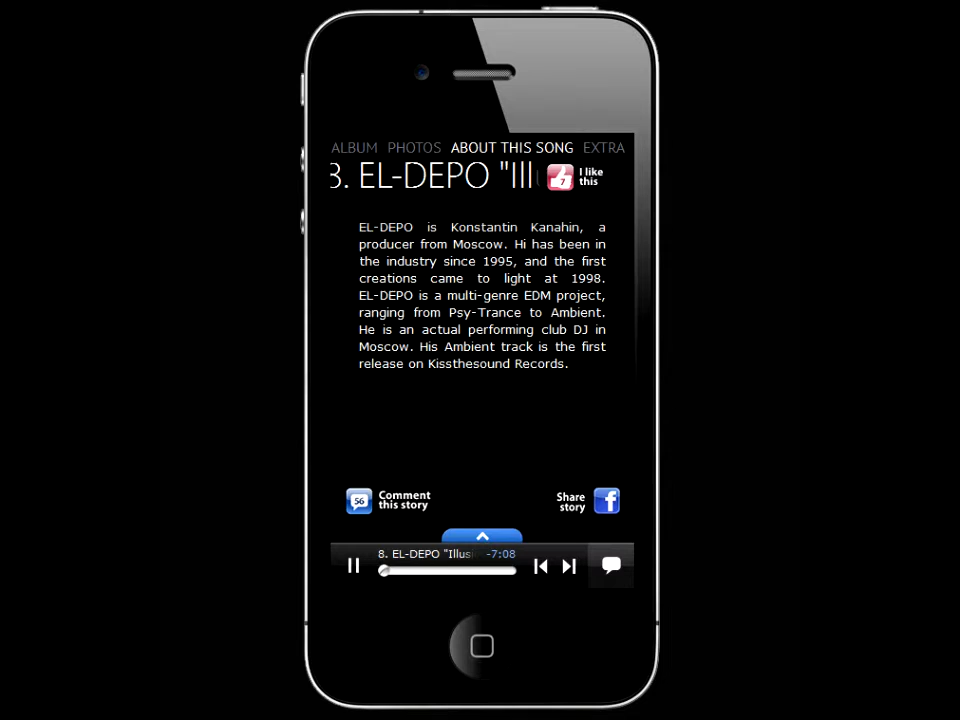 ALBUM PHOTOS ABOUT THIS SONG EXTRA
8. EL-DEPO "Illu
7
I like
this
EL-DEPO is Konstantin Kanahin, a
producer from Moscow. Hi has been in
the industry since 1995, and the first
creations came to light at 1998.
EL-DEPO is a multi-genre EDM project,
ranging from Psy-Trance to Ambient.
He is an actual performing club DJ in
Moscow. His Ambient track is the first
release on Kissthesound Records.
56
Comment
this story
Share
story
f
8. EL-DEPO "Illusi -7:08